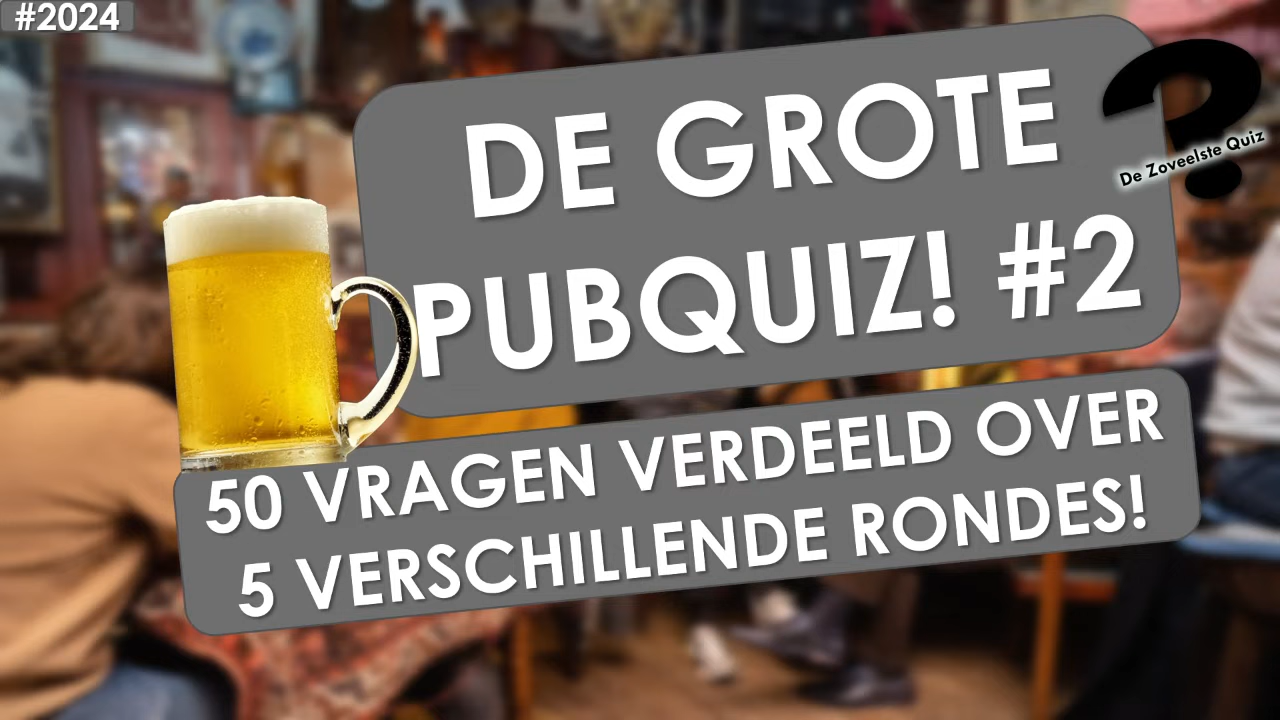 #2024
DE GROTE
PUBQUIZ! #2
De Zoveelste Quiz
50 VRAGEN VERDEELD OVER
5 VERSCHILLENDE RONDES!